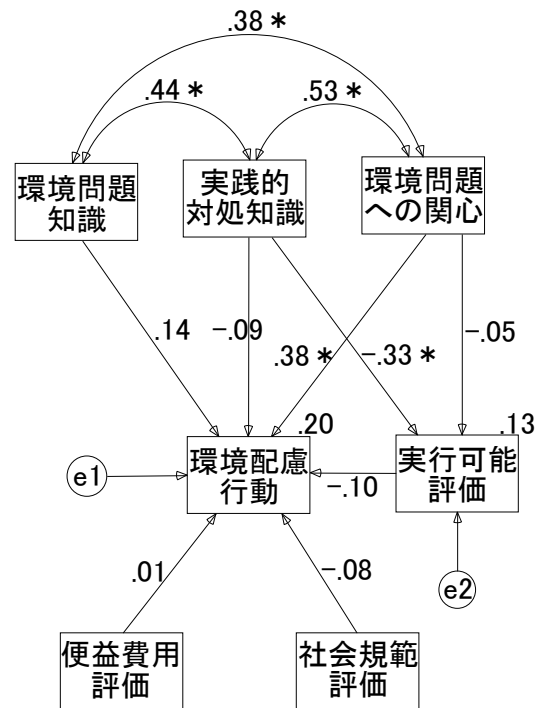 .38*
.44*
.53*
環境問題
知識
実践的
対処知識
環境問題
への関心
.14
-.09
.38*
-.33*
-.05
.20
.13
環境配慮
行動
実行可能
評価
e1
-.10
e2
.01
-.08
便益費用
評価
社会規範
評価